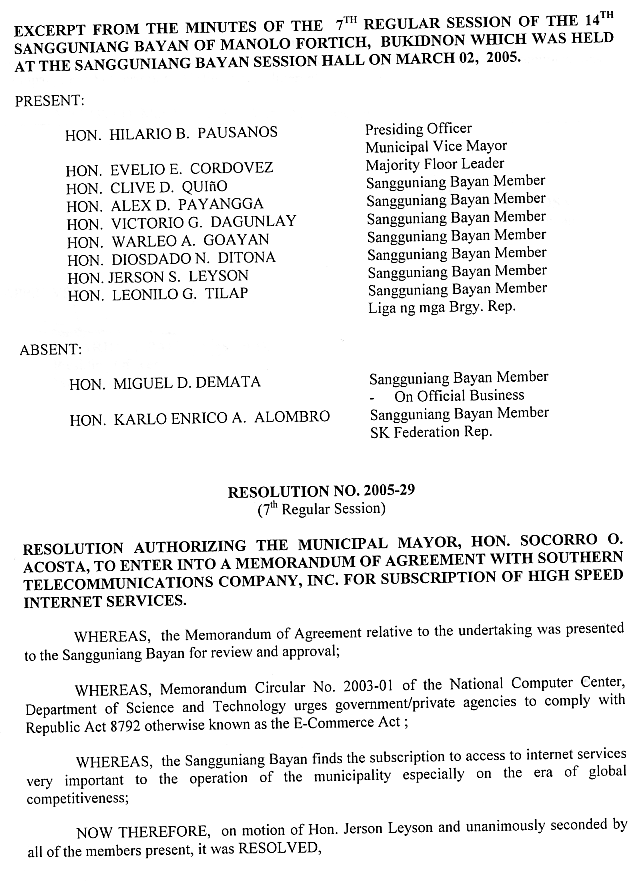 EXCERPT FROM THE MINUTES OF THE 7TH REGULAR SESSION OF THE 14TH
SANGGUNIANG BAYAN OF MANOLO FORTICH, BUKIDNON WHICH WAS HELD
AT THE SANGGUNIANG BAYAN SESSION HALL ON MARCH 02, 2005.
PRESENT:
HON. HILARIO B. PAUSANOS Presiding Officer
Municipal Vice Mayor
HON. EVELIO E. CORDOVEZ Majority Floor Leader
HON. CLIVE D. QUIñO Sangguniang Bayan Member
HON. ALEX D. PAYANGGA Sangguniang Bayan Member
HON. VICTORIO G. DAGUNLAY Sangguniang Bayan Member
HON. WARLEO A. GOAYAN Sangguniang Bayan Member
HON. DIOSDADO N. DITONA Sangguniang Bayan Member
HON. JERSON S. LEYSON Sangguniang Bayan Member
HON. LEONILO G. TILAP Sangguniang Bayan Member
Liga ng mga Brgy. Rep.
ABSENT:
HON. MIGUEL D. DEMATA Sangguniang Bayan Member
- On Official Business
HON. KARLO ENRICO A. ALOMBRO Sangguniang Bayan Member
SK Federation Rep.
RESOLUTION NO. 2005-29
(7th Regular Session)
RESOLUTION AUTHORIZING THE MUNICIPAL MAYOR, HON. SOCORRO O.
ACOSTA, TO ENTER INTO A MEMORANDUM OF AGREEMENT WITH SOUTHERN
TELECOMMUNICATIONS COMPANY, INC. FOR SUBSCRIPTION OF HIGH SPEED
INTERNET SERVICES.
WHEREAS, the Memorandum of Agreement relative to the undertaking was presented
to the Sangguniang Bayan for review and approval;
WHEREAS, Memorandum Circular No. 2003-01 of the National Computer Center,
Department of Science and Technology urges government/private agencies to comply with
Republic Act 8792 otherwise known as the E-Commerce Act ;
WHEREAS, the Sangguniang Bayan finds the subscription to access to internet services
very important to the operation of the municipality especially on the era of global
competitiveness;
NOW THEREFORE, on motion of Hon. Jerson Leyson and unanimously seconded by
all of the members present, it was RESOLVED,